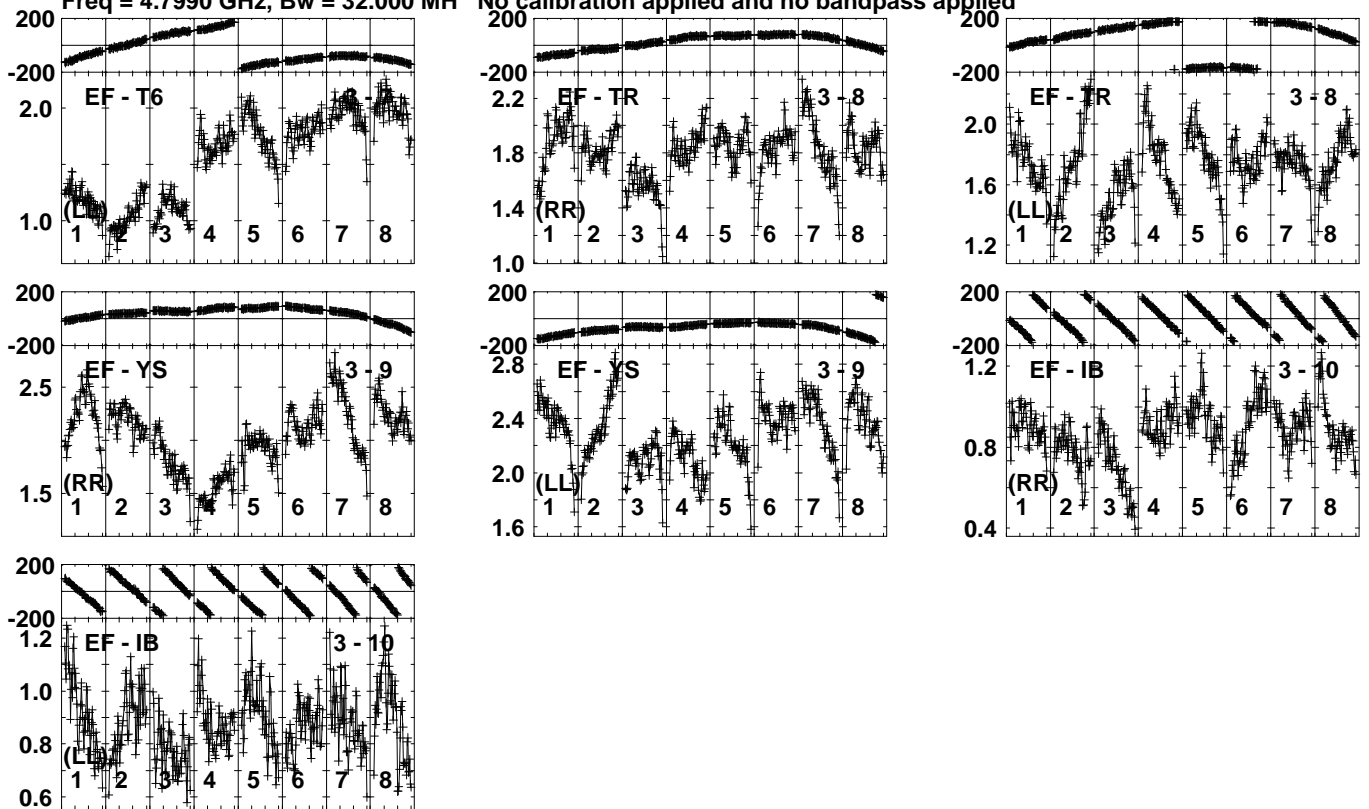 Freq = 4.7990 GHz, Bw = 32.000 MH No calibration applied and no bandpass applied
200
-200
EF - T6 3 - 7
2.0
1.0
(LL)
1 2 3 4 5 6 7 8
EF - TR 3 - 8
2.2
1.8
1.4
1.0
(RR)
1 2 3 4 5 6 7 8
200
-200
EF - TR 3 - 8
2.0
1.6
1.2
(LL)
1 2 3 4 5 6 7 8
200
-200
EF - YS 3 - 9
2.5
1.5
(RR)
1 2 3 4 5 6 7 8
200
-200
EF - YS 3 - 9
2.8
2.4
2.0
1.6
(LL)
1 2 3 4 5 6 7 8
200
-200
EF - IB 3 - 10
1.2
0.8
0.4
(RR)
1 2 3 4 5 6 7 8
200
-200
EF - IB 3 - 10
1.2
1.0
0.8
0.6
(LL)
1 2 3 4 5 6 7 8
200
-200